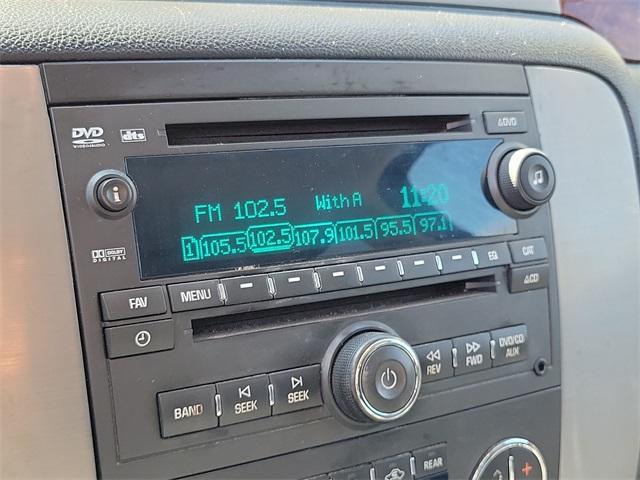 DVD VIDEO/AUDIO dts ≜DVD
i
FM 102.5 With A 11:20
1 105.5 102.5 107.9 101.5 95.5 97.1
DOLBY DIGITAL
MENU EQ CAT
FAV ≜CD
REV FWD DVD/CD AUX
BAND SEEK SEEK
REAR
+